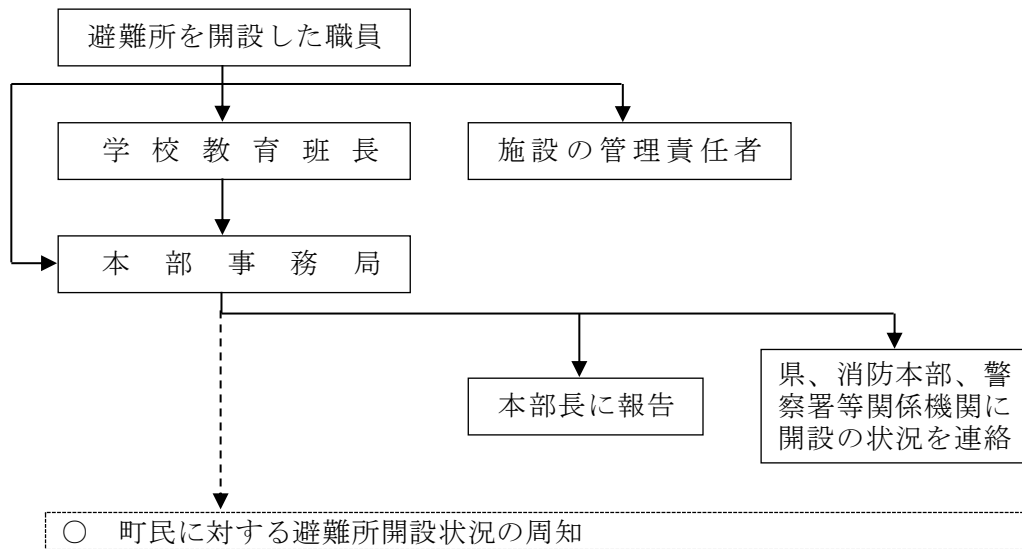 避難所を開設した職員
学校教育班長
施設の管理責任者
本部事務局
本部長に報告
県、消防本部、警
察署等関係機関に
開設の状況を連絡
○　町民に対する避難所開設状況の周知